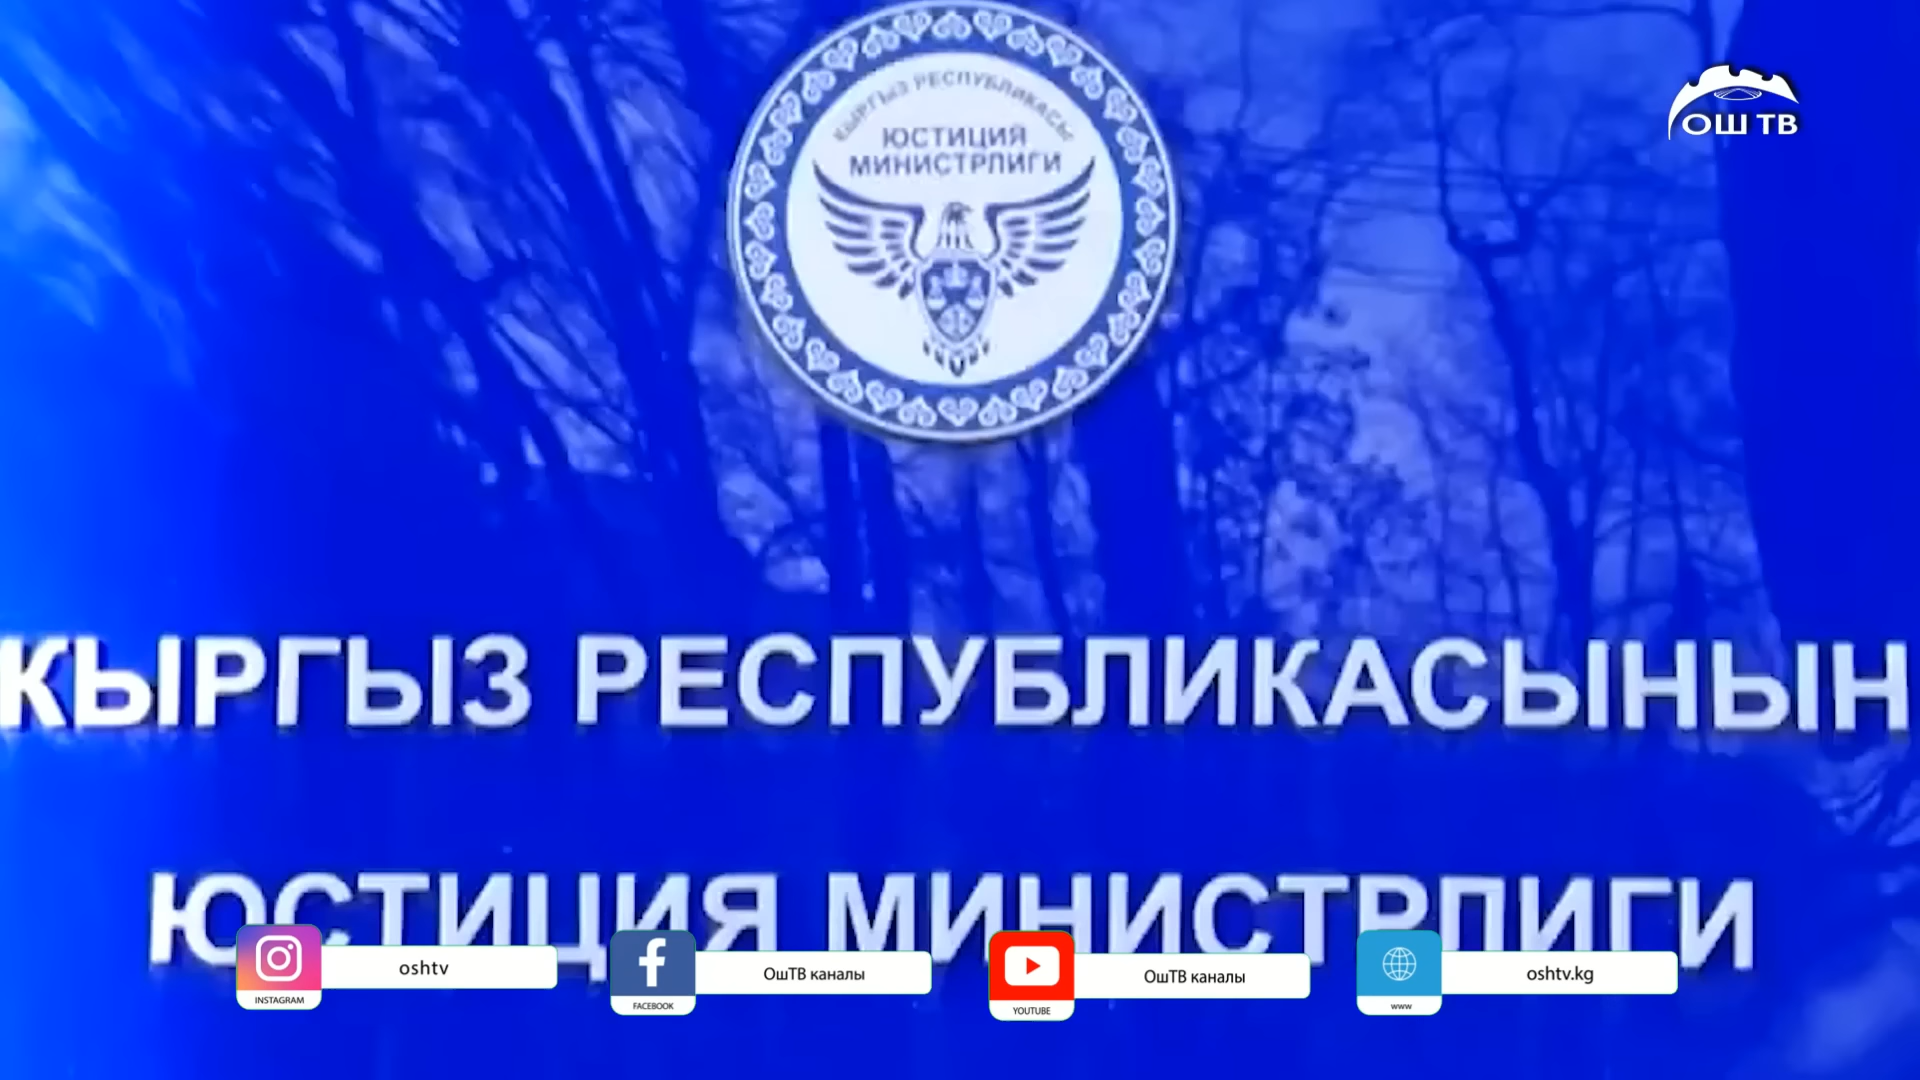 КЫРГЫЗ РЕСПУБЛИКАСЫ
ЮСТИЦИЯ
МИНИСТРЛИГИ
ОШ ТВ
КЫРГЫЗ РЕСПУБЛИКАСЫНЫН
ЮСТИЦИЯ МИНИСТРЛИГИ
oshtv
INSTAGRAM
ОшТВ каналы
FACEBOOK
ОшТВ каналы
YOUTUBE
oshtv.kg
www